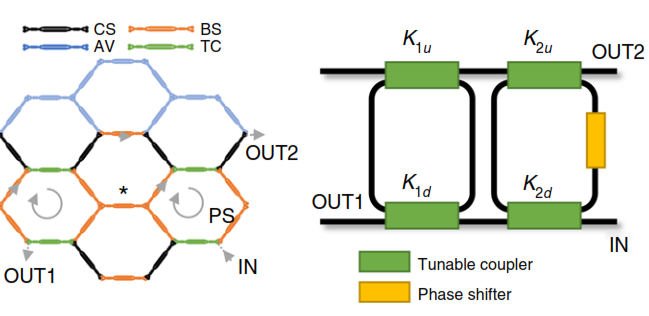 CS BS
AV TC
OUT2
*
PS
IN
OUT1
K1u K2u
OUT2
K1d K2d
OUT1
IN
Tunable coupler
Phase shifter